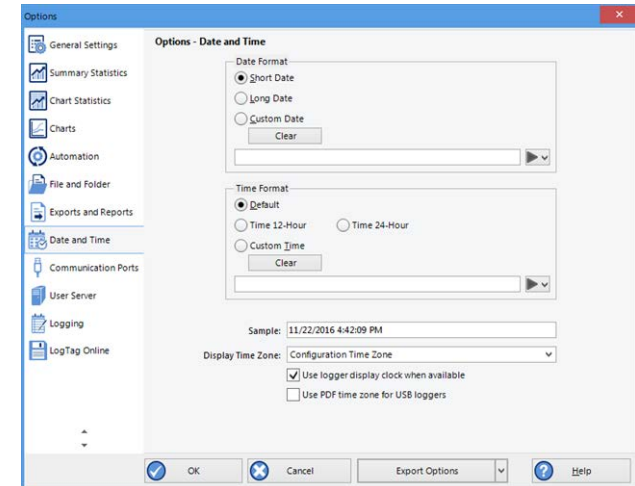 Options
General Settings
Summary Statistics
Chart Statistics
Charts
Automation
File and Folder
Exports and Reports
Date and Time
Communication Ports
User Server
Logging
LogTag Online
Options - Date and Time
Date Format
Short Date
Long Date
Custom Date
Clear
Time Format
Default
Time 12-Hour Time 24-Hour
Custom Time
Clear
Sample: 11/22/2016 4:42:09 PM
Display Time Zone: Configuration Time Zone
Use logger display clock when available
Use PDF time zone for USB loggers
OK Cancel Export Options Help